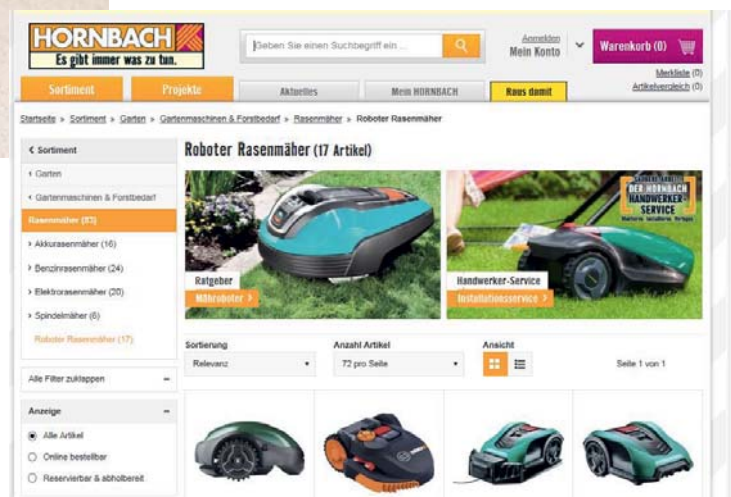 HORNBACH
Es gibt immer was zu tun.
Geben Sie einen Suchbegriff ein ...
Anmelden
Mein Konto
Warenkorb (0)
Merkliste (0)
Artikelvergleich (0)
Sortiment
Projekte
Aktuelles
Mein HORNBACH
Raus damit
Startseite » Sortiment » Garten » Gartenmaschinen & Forstbedarf » Rasenmäher » Roboter Rasenmäher
Sortiment
Garten
Gartenmaschinen & Forstbedarf
Rasenmäher (83)
Akkurasenmäher (16)
Benzinrasenmäher (24)
Elektrorasenmäher (20)
Spindelmäher (6)
Roboter Rasenmäher (17)
Alle Filter zuklappen
Anzeige
Alle Artikel
Online bestellbar
Reservierbar & abholbereit
Roboter Rasenmäher (17 Artikel)
Ratgeber
Mähroboter >
DER HORNBACH
HANDWERKER-
SERVICE
Handwerker-Service
Installationsservice >
Sortierung
Relevanz
Anzahl Artikel
72 pro Seite
Ansicht
Seite 1 von 1